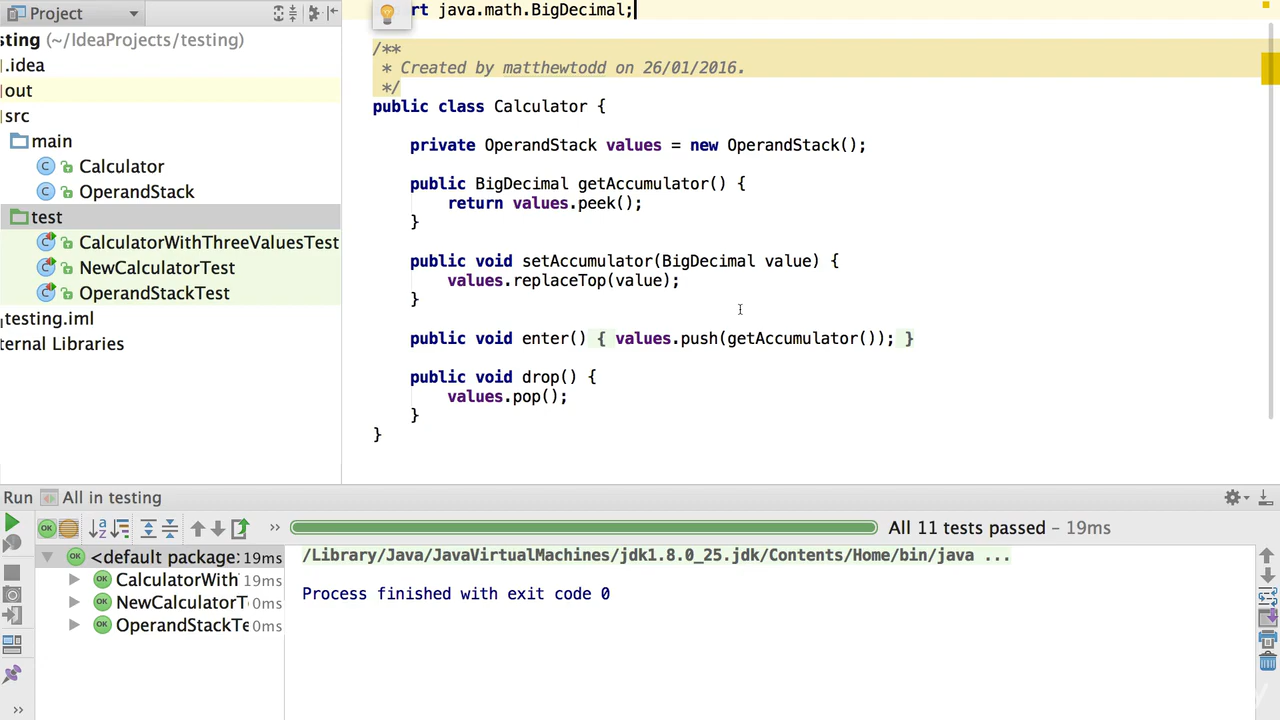 Project
sting (~/IdeaProjects/testing)
.idea
out
src
main
Calculator
OperandStack
test
CalculatorWithThreeValuesTest
NewCalculatorTest
OperandStackTest
testing.iml
ternal Libraries
rt java.math.BigDecimal;
/**
* Created by matthewtodd on 26/01/2016.
*/
public class Calculator {
private OperandStack values = new OperandStack();
public BigDecimal getAccumulator() {
return values.peek();
}
public void setAccumulator(BigDecimal value) {
values.replaceTop(value);
}
public void enter() { values.push(getAccumulator()); }
public void drop() {
values.pop();
}
}
Run All in testing
All 11 tests passed – 19ms
<default package> 19ms
CalculatorWith 19ms
NewCalculatorT 0ms
OperandStackTe 0ms
/Library/Java/JavaVirtualMachines/jdk1.8.0_25.jdk/Contents/Home/bin/java ...
Process finished with exit code 0